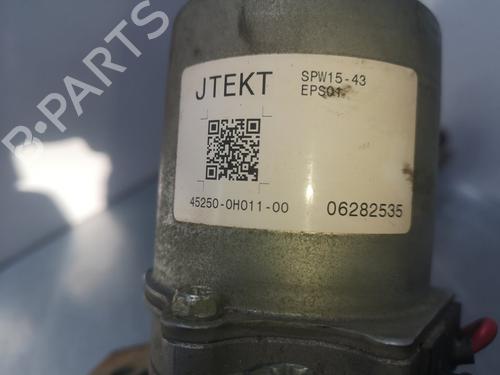 B-PARTS
JTEKT
SPW15-43
EPS01
45250-0H011-00
06282535